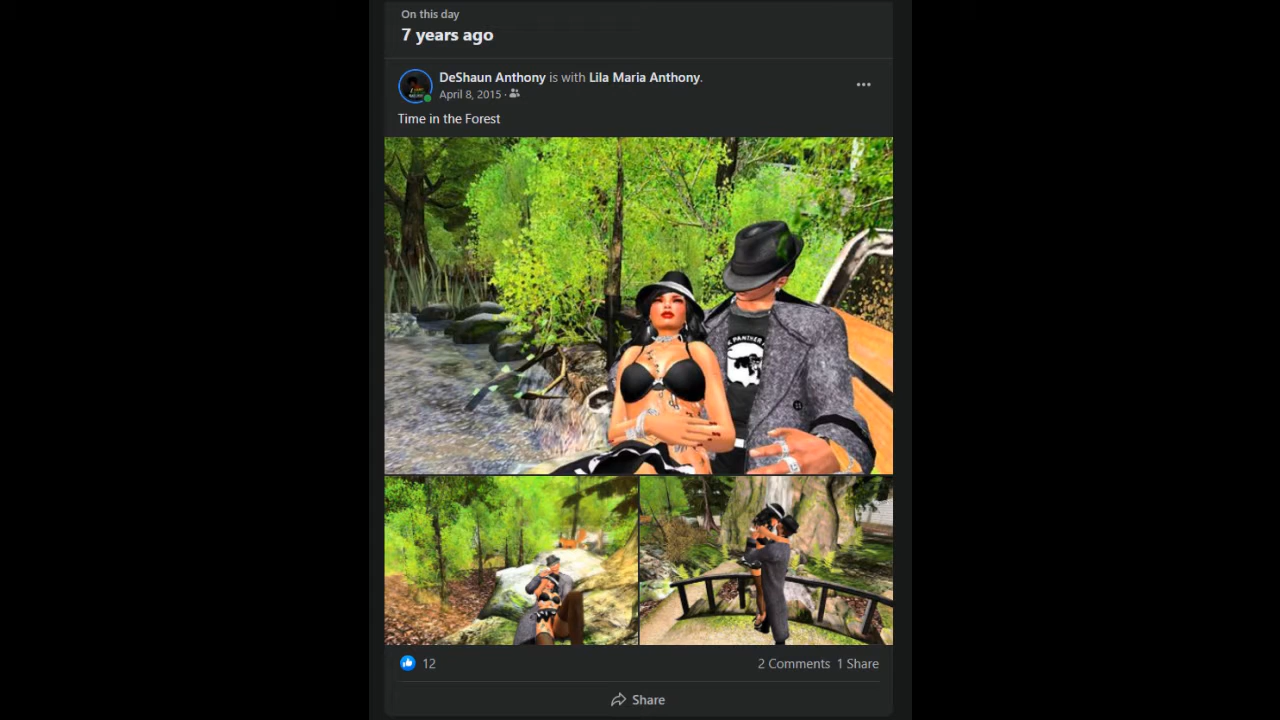 On this day
7 years ago
DeShaun Anthony is with Lila Maria Anthony.
April 8, 2015 ·
Time in the Forest
PANTHER
12
2 Comments 1 Share
Share